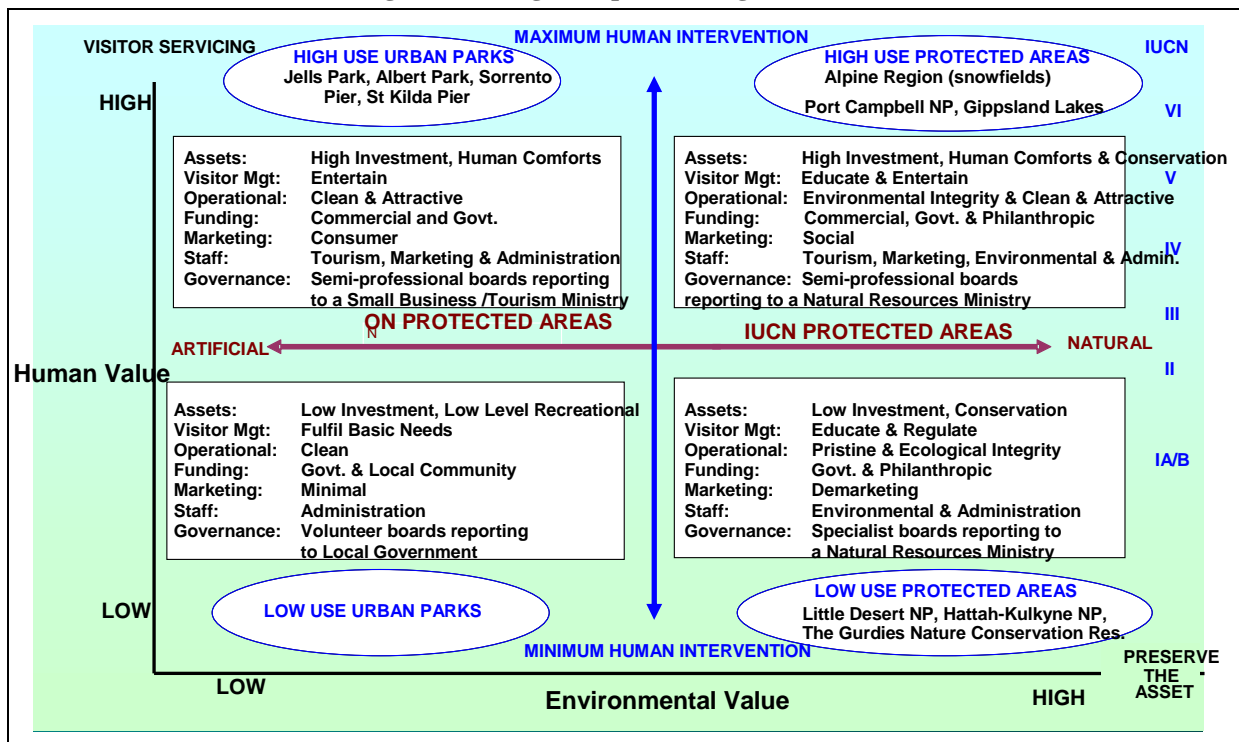 VISITOR SERVICING
MAXIMUM HUMAN INTERVENTION
IUCN
HIGH USE URBAN PARKS
Jells Park, Albert Park, Sorrento
Pier, St Kilda Pier
HIGH USE PROTECTED AREAS
Alpine Region (snowfields)
Port Campbell NP, Gippsland Lakes
HIGH
VI
Assets: High Investment, Human Comforts
Visitor Mgt: Entertain
Operational: Clean & Attractive
Funding: Commercial and Govt.
Marketing: Consumer
Staff: Tourism, Marketing & Administration
Governance: Semi-professional boards reporting
to a Small Business /Tourism Ministry
Assets: High Investment, Human Comforts & Conservation
Visitor Mgt: Educate & Entertain
Operational: Environmental Integrity & Clean & Attractive
Funding: Commercial, Govt. & Philanthropic
Marketing: Social
Staff: Tourism, Marketing, Environmental & Admin.
Governance: Semi-professional boards
reporting to a Natural Resources Ministry
V
IV
III
ON PROTECTED AREAS
N
IUCN PROTECTED AREAS
ARTIFICIAL
NATURAL
Human Value
II
Assets: Low Investment, Low Level Recreational
Visitor Mgt: Fulfil Basic Needs
Operational: Clean
Funding: Govt. & Local Community
Marketing: Minimal
Staff: Administration
Governance: Volunteer boards reporting
to Local Government
Assets: Low Investment, Conservation
Visitor Mgt: Educate & Regulate
Operational: Pristine & Ecological Integrity
Funding: Govt. & Philanthropic
Marketing: Demarketing
Staff: Environmental & Administration
Governance: Specialist boards reporting to
a Natural Resources Ministry
IA/B
LOW
LOW USE URBAN PARKS
LOW USE PROTECTED AREAS
Little Desert NP, Hattah-Kulkyne NP,
The Gurdies Nature Conservation Res.
MINIMUM HUMAN INTERVENTION
PRESERVE
THE
ASSET
LOW
Environmental Value
HIGH